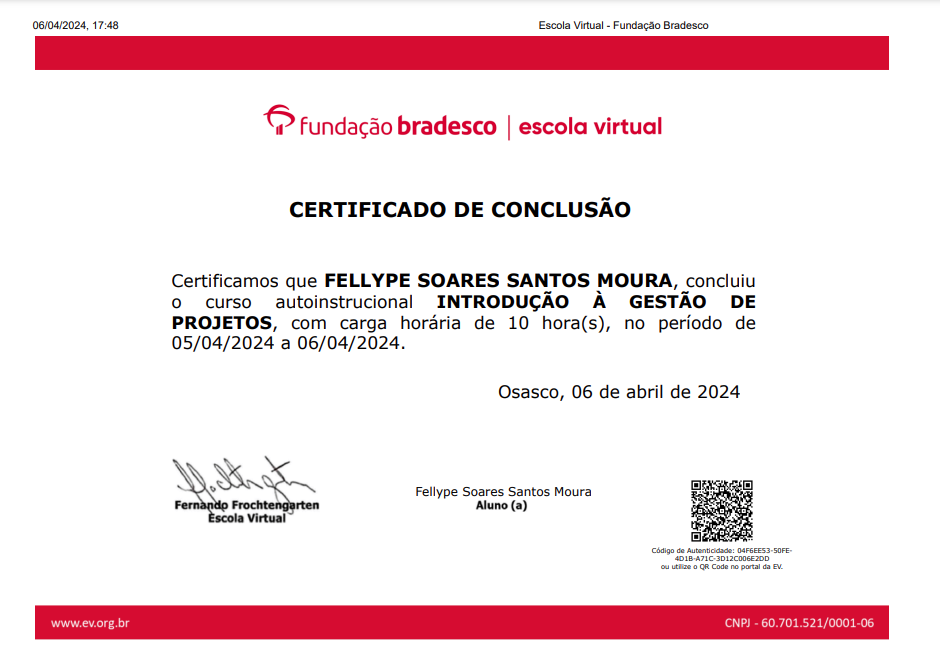 06/04/2024, 17:48
Escola Virtual - Fundação Bradesco
fundação bradesco | escola virtual
CERTIFICADO DE CONCLUSÃO
Certificamos que FELLYPE SOARES SANTOS MOURA, concluiu
o curso autoinstrucional INTRODUÇÃO À GESTÃO DE
PROJETOS, com carga horária de 10 hora(s), no período de
05/04/2024 a 06/04/2024.
Osasco, 06 de abril de 2024
Fernando Frochtengarten
Escola Virtual
Fellype Soares Santos Moura
Aluno (a)
Código de Autenticidade: 04F6EE53-50FE-
4D1B-A71C-3D12C006E2DD
ou utilize o QR Code no portal da EV.
www.ev.org.br
CNPJ - 60.701.521/0001-06